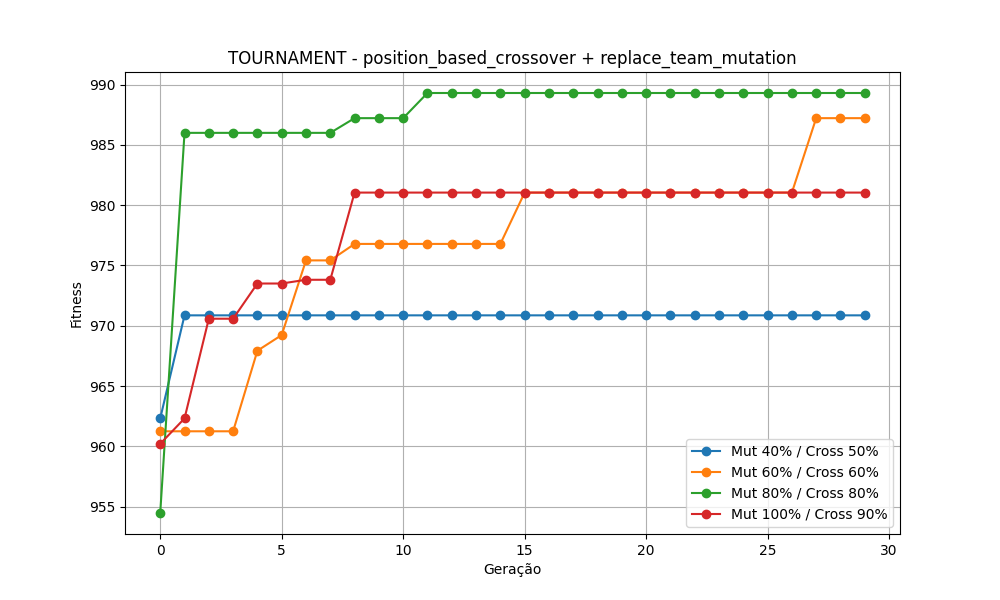 TOURNAMENT - position_based_crossover + replace_team_mutation
990
985
980
975
970
965
960
955
Fitness
0 5 10 15 20 25 30
Geração
Mut 40% / Cross 50%
Mut 60% / Cross 60%
Mut 80% / Cross 80%
Mut 100% / Cross 90%